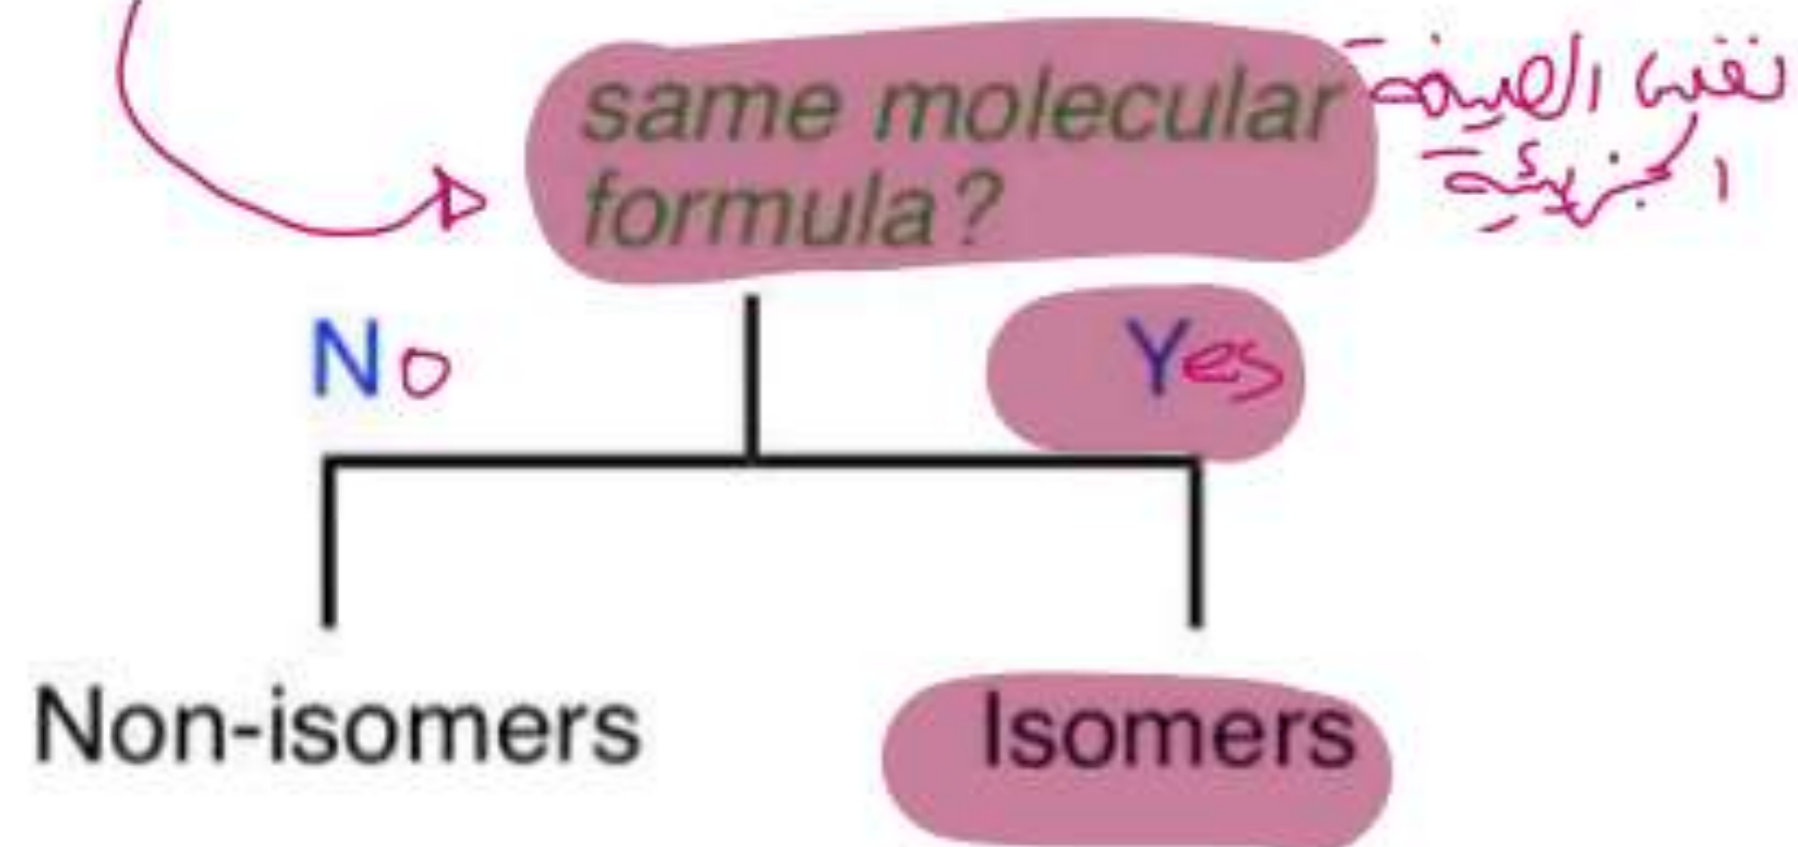 same molecular
formula?
نفس الصيغة
الجزيئية
No
Yes
Non-isomers
Isomers